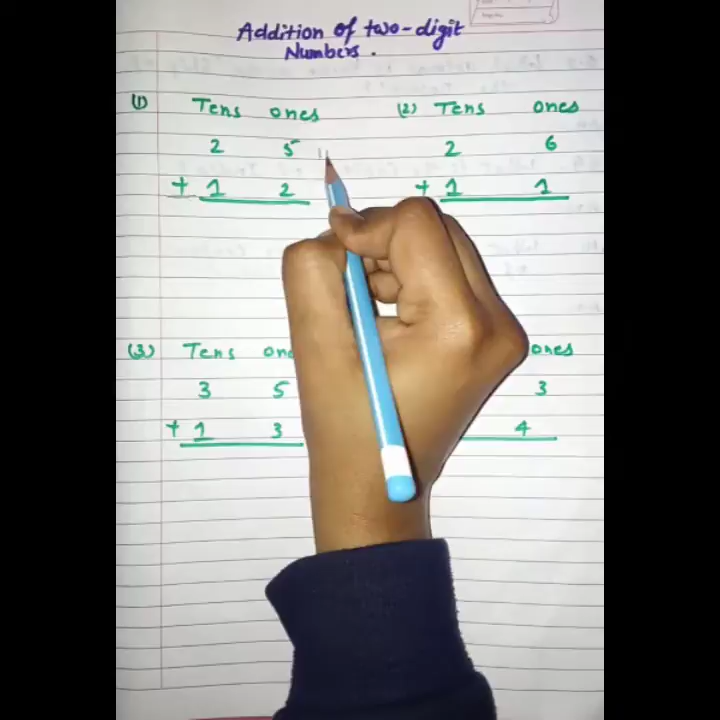 Addition of two-digit
Numbers.
(1) Tens ones
2 5
+ 1 2
(2) Tens ones
2 6
+ 1 1
(3) Tens
3 5
+ 1 3
ones
3
4